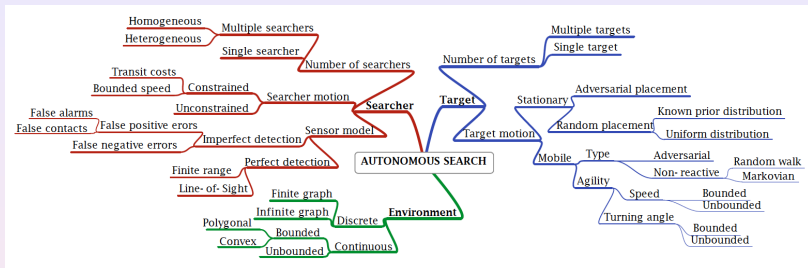 Homogeneous
Heterogeneous
Multiple searchers
Single searcher
Number of searchers
Transit costs
Bounded speed
Constrained
Unconstrained
Searcher motion
Searcher
False alarms
False contacts
False positive erors
False negative errors
Imperfect detection
Sensor model
Finite range
Line- of- Sight
Perfect detection
AUTONOMOUS SEARCH
Multiple targets
Single target
Number of targets
Target
Target motion
Stationary
Adversarial placement
Random placement
Known prior distribution
Uniform distribution
Mobile
Type
Adversarial
Non- reactive
Random walk
Markovian
Agility
Speed
Bounded
Unbounded
Turning angle
Bounded
Unbounded
Environment
Finite graph
Infinite graph
Discrete
Polygonal
Convex
Bounded
Unbounded
Continuous